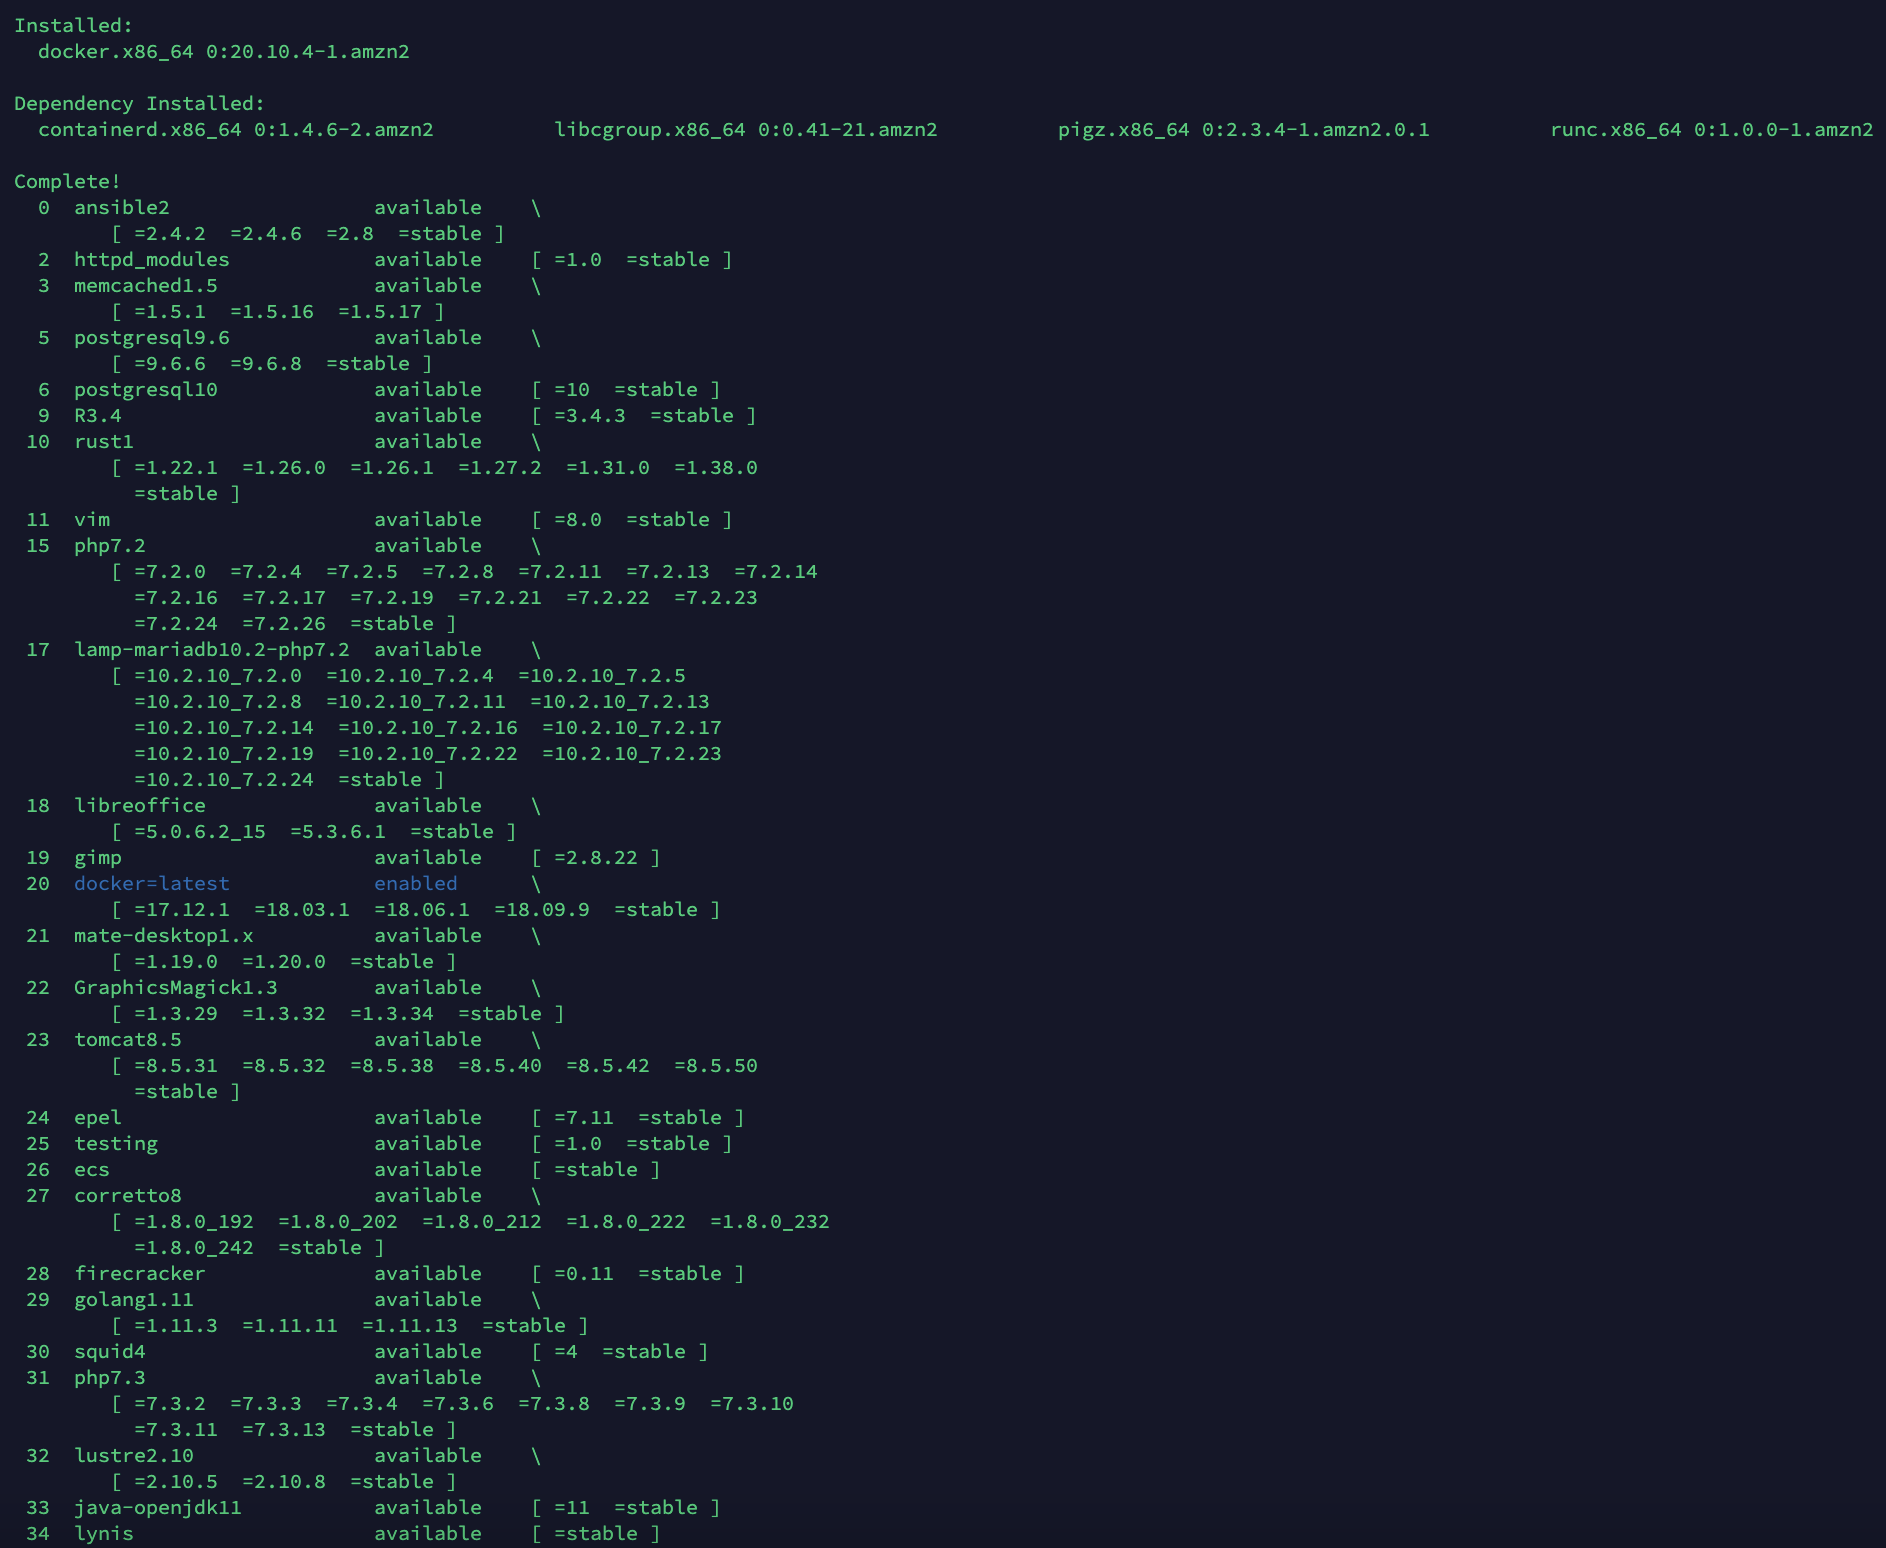 Installed:
  docker.x86_64 0:20.10.4-1.amzn2

Dependency Installed:
  containerd.x86_64 0:1.4.6-2.amzn2          libcgroup.x86_64 0:0.41-21.amzn2          pigz.x86_64 0:2.3.4-1.amzn2.0.1          runc.x86_64 0:1.0.0-1.amzn2

Complete!
  0  ansible2                 available    \
        [ =2.4.2  =2.4.6  =2.8  =stable ]
  2  httpd_modules            available    [ =1.0  =stable ]
  3  memcached1.5             available    \
        [ =1.5.1  =1.5.16  =1.5.17 ]
  5  postgresql9.6            available    \
        [ =9.6.6  =9.6.8  =stable ]
  6  postgresql10             available    [ =10  =stable ]
  9  R3.4                     available    [ =3.4.3  =stable ]
 10  rust1                    available    \
        [ =1.22.1  =1.26.0  =1.26.1  =1.27.2  =1.31.0  =1.38.0
          =stable ]
 11  vim                      available    [ =8.0  =stable ]
 15  php7.2                   available    \
        [ =7.2.0  =7.2.4  =7.2.5  =7.2.8  =7.2.11  =7.2.13  =7.2.14
          =7.2.16  =7.2.17  =7.2.19  =7.2.21  =7.2.22  =7.2.23
          =7.2.24  =7.2.26  =stable ]
 17  lamp-mariadb10.2-php7.2  available    \
        [ =10.2.10_7.2.0  =10.2.10_7.2.4  =10.2.10_7.2.5
          =10.2.10_7.2.8  =10.2.10_7.2.11  =10.2.10_7.2.13
          =10.2.10_7.2.14  =10.2.10_7.2.16  =10.2.10_7.2.17
          =10.2.10_7.2.19  =10.2.10_7.2.22  =10.2.10_7.2.23
          =10.2.10_7.2.24  =stable ]
 18  libreoffice              available    \
        [ =5.0.6.2_15  =5.3.6.1  =stable ]
 19  gimp                     available    [ =2.8.22 ]
 20  docker=latest            enabled      \
        [ =17.12.1  =18.03.1  =18.06.1  =18.09.9  =stable ]
 21  mate-desktop1.x          available    \
        [ =1.19.0  =1.20.0  =stable ]
 22  GraphicsMagick1.3        available    \
        [ =1.3.29  =1.3.32  =1.3.34  =stable ]
 23  tomcat8.5                available    \
        [ =8.5.31  =8.5.32  =8.5.38  =8.5.40  =8.5.42  =8.5.50
          =stable ]
 24  epel                     available    [ =7.11  =stable ]
 25  testing                  available    [ =1.0  =stable ]
 26  ecs                      available    [ =stable ]
 27  corretto8                available    \
        [ =1.8.0_192  =1.8.0_202  =1.8.0_212  =1.8.0_222  =1.8.0_232
          =1.8.0_242  =stable ]
 28  firecracker              available    [ =0.11  =stable ]
 29  golang1.11               available    \
        [ =1.11.3  =1.11.11  =1.11.13  =stable ]
 30  squid4                   available    [ =4  =stable ]
 31  php7.3                   available    \
        [ =7.3.2  =7.3.3  =7.3.4  =7.3.6  =7.3.8  =7.3.9  =7.3.10
          =7.3.11  =7.3.13  =stable ]
 32  lustre2.10               available    \
        [ =2.10.5  =2.10.8  =stable ]
 33  java-openjdk11           available    [ =11  =stable ]
 34  lynis                    available    [ =stable ]